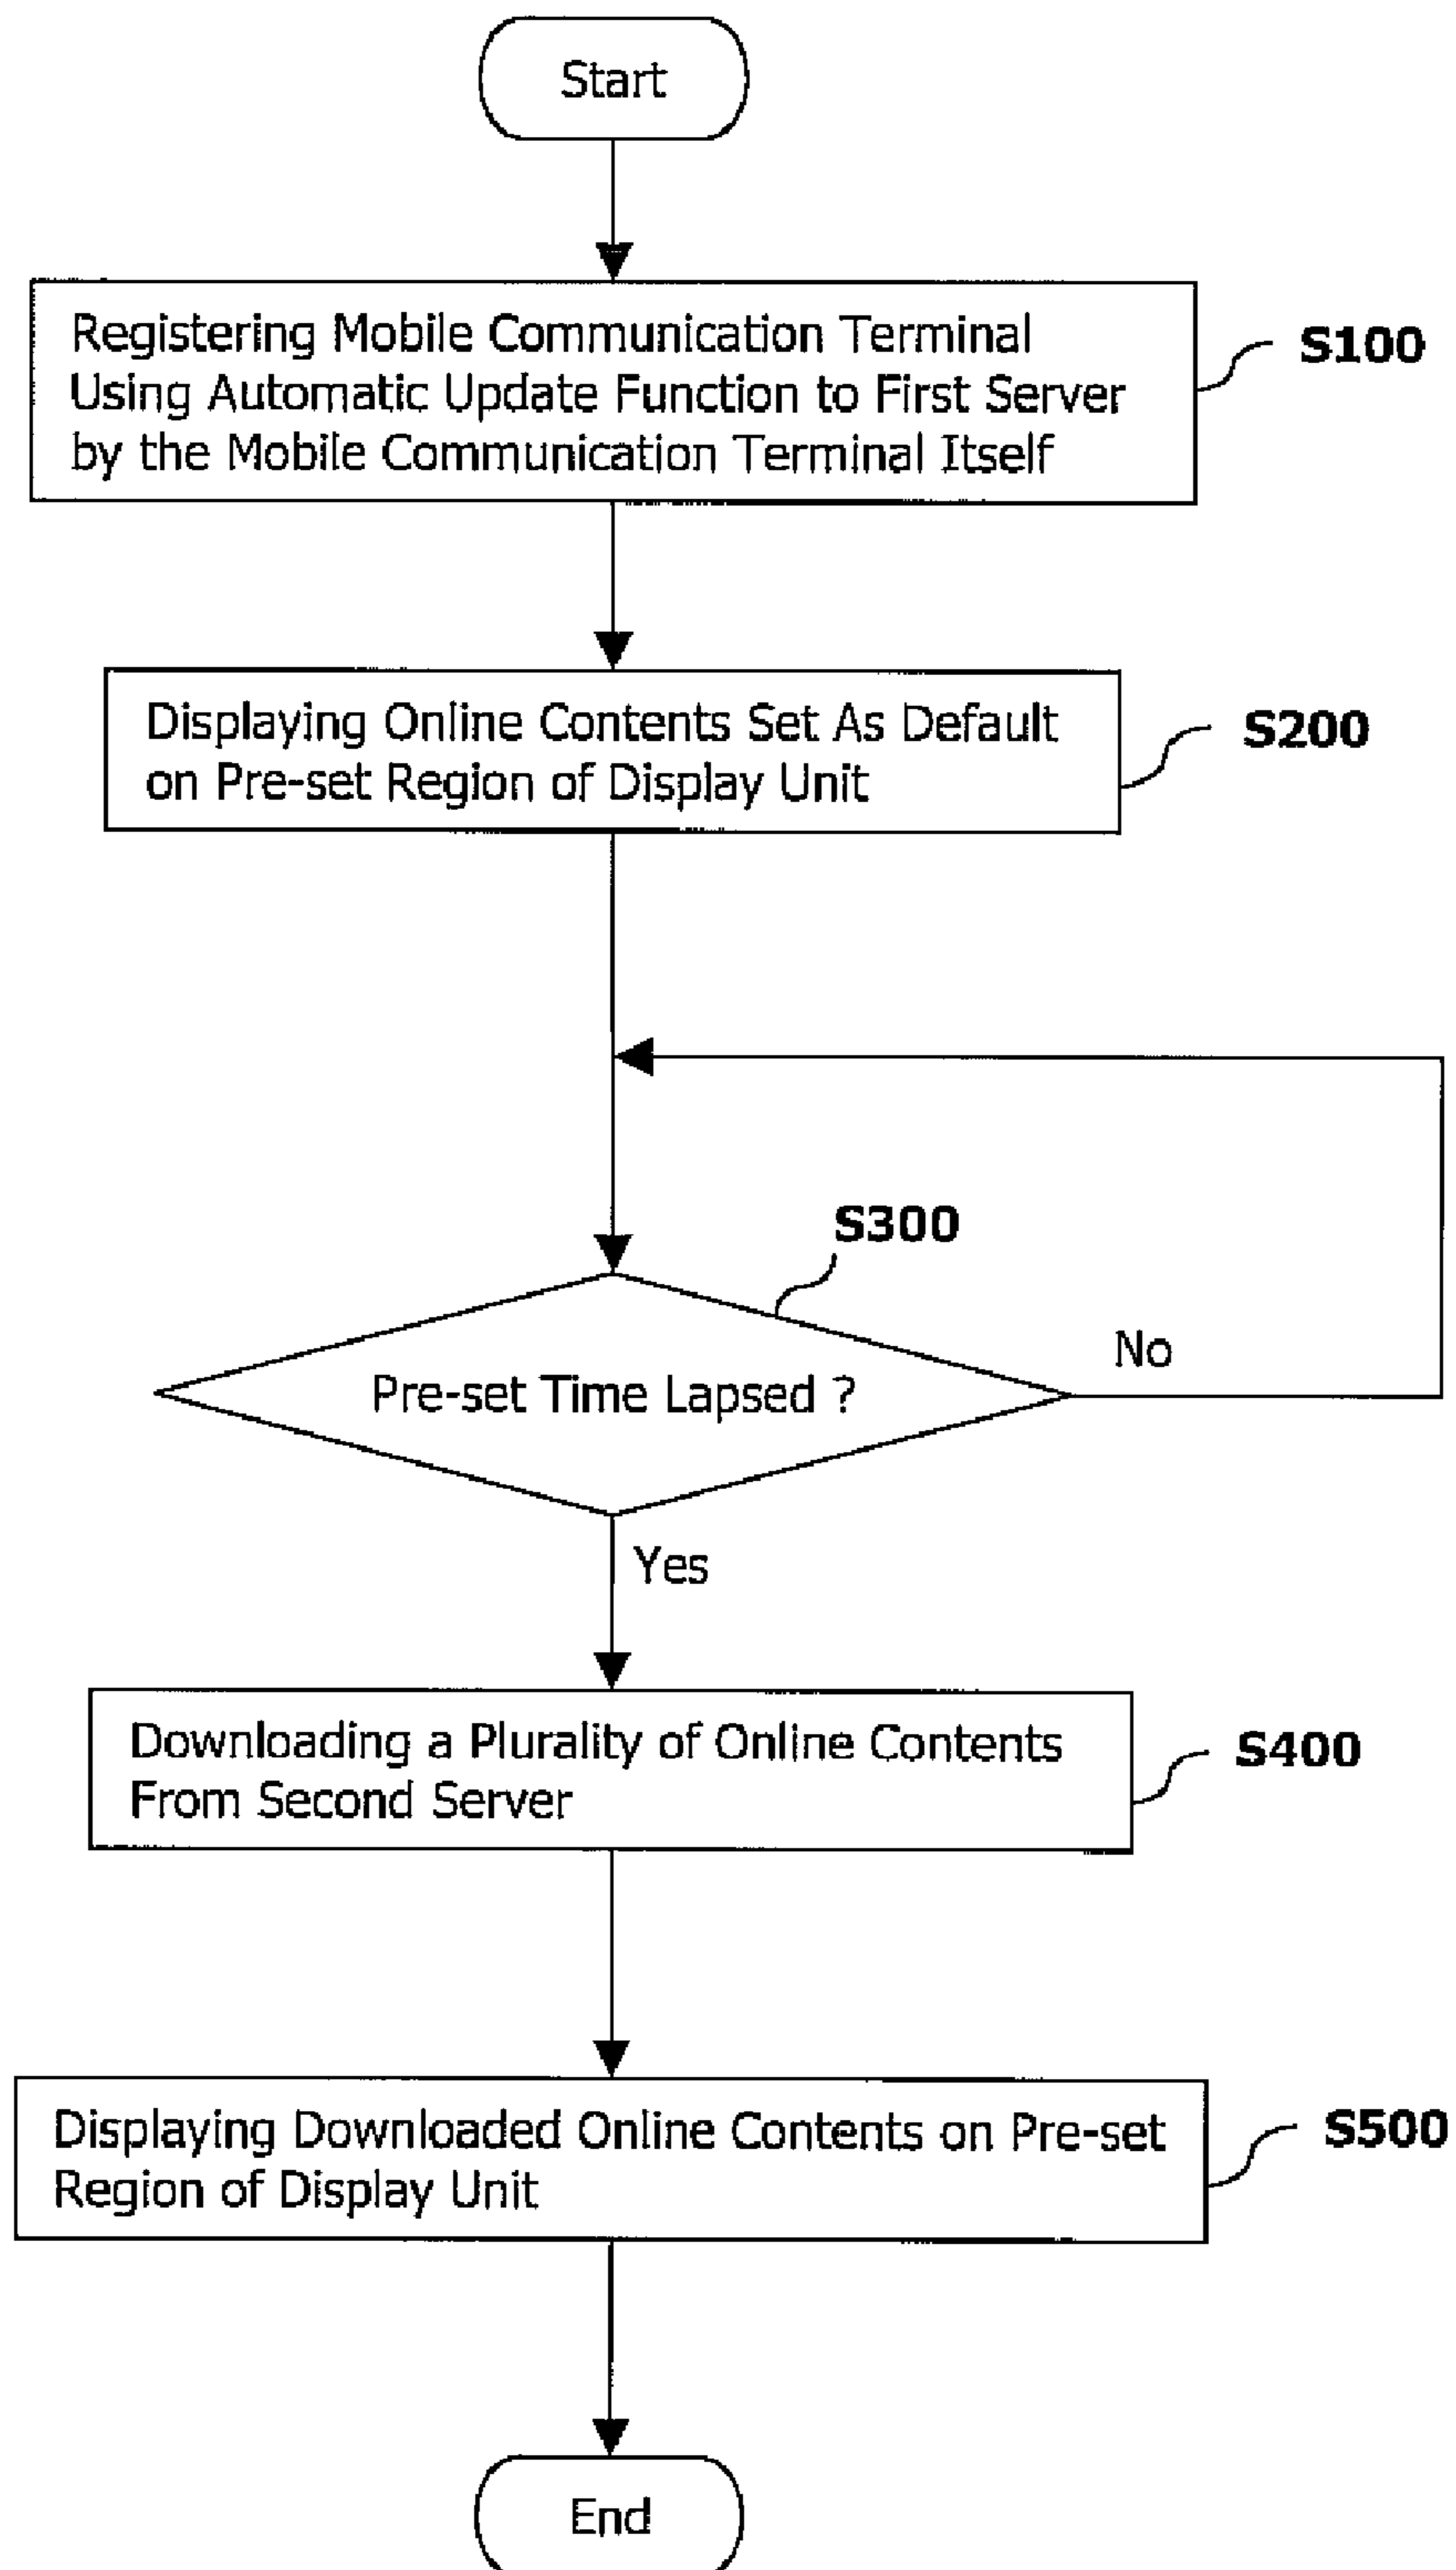 Start
Registering Mobile Communication Terminal
Using Automatic Update Function to First Server
by the Mobile Communication Terminal Itself
S100
Displaying Online Contents Set As Default
on Pre-set Region of Display Unit
S200
S300
Pre-set Time Lapsed ?
No
Yes
Downloading a Plurality of Online Contents
From Second Server
S400
Displaying Downloaded Online Contents on Pre-set
Region of Display Unit
S500
End